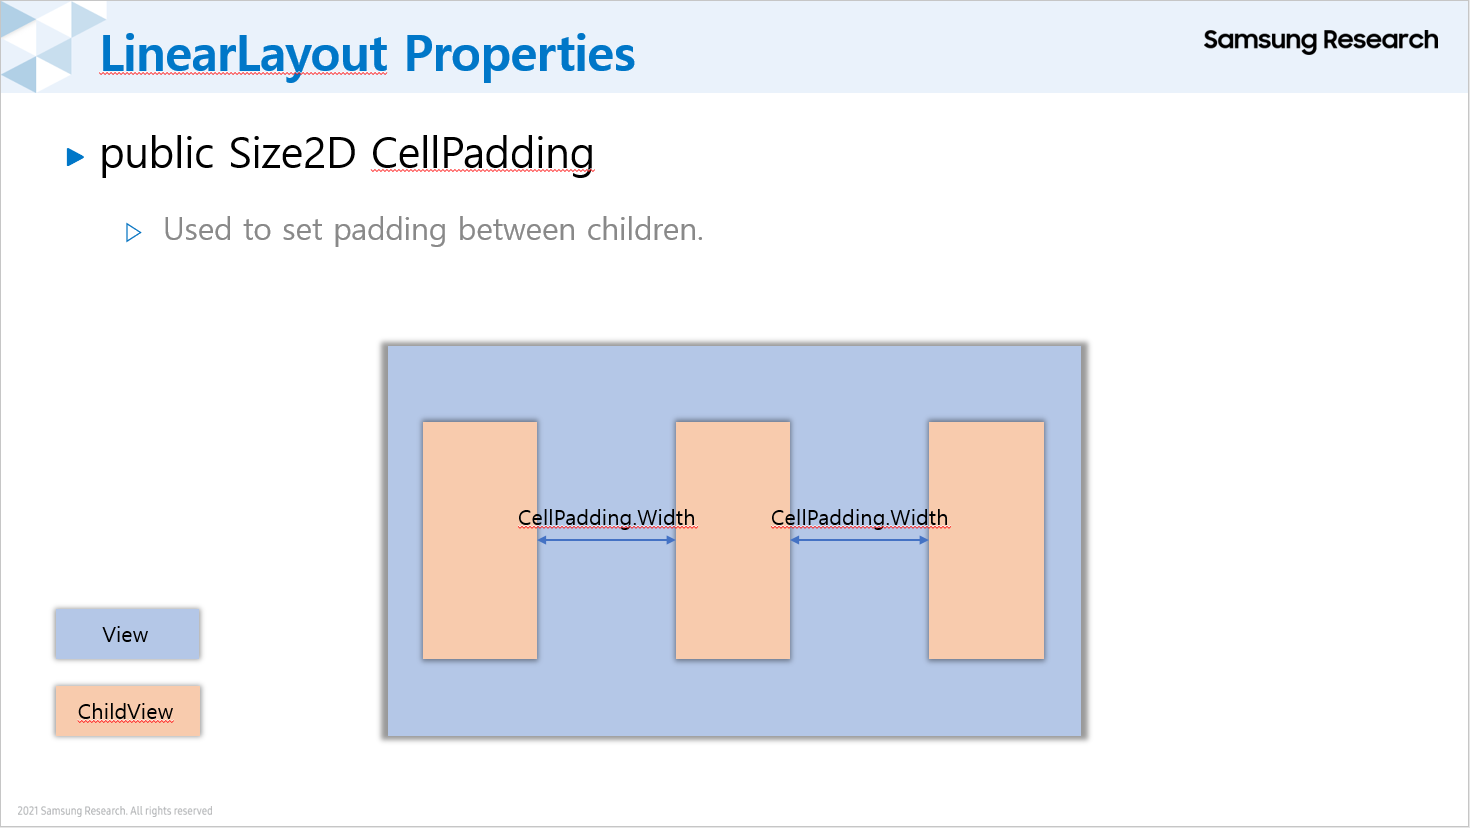 LinearLayout Properties
Samsung Research
public Size2D CellPadding
Used to set padding between children.
CellPadding.Width
CellPadding.Width
View
ChildView
2021 Samsung Research. All rights reserved